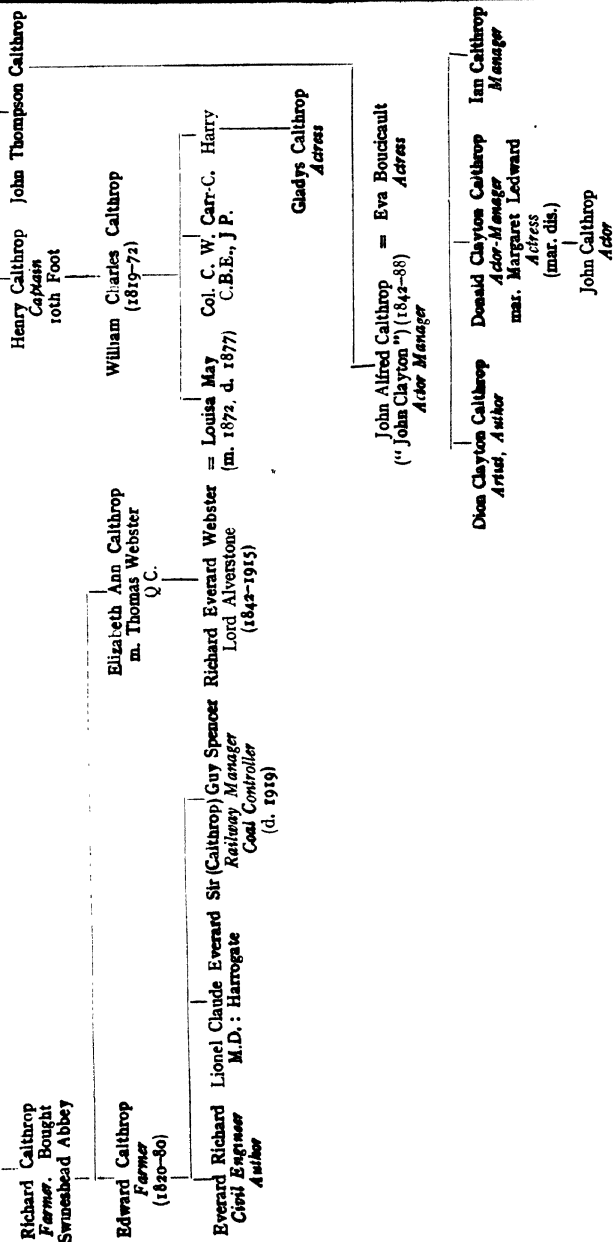 Richard Calthrop
Farmer. Bought
Swineshead Abbey
Henry Calthrop
Captain
10th Foot
John Thompson Calthrop
Edward Calthrop
Farmer
(1820-80)
Elizabeth Ann Calthrop
m. Thomas Webster
Q C.
William Charles Calthrop
(1819-72)
Everard Richard
Civil Engineer
Author
Lionel Claude Everard
M.D. : Harrogate
Sir (Calthrop) Guy Spencer
Railway Manager
Coal Controller
(d. 1919)
Richard Everard Webster
Lord Alverstone
(1842-1915)
= Louisa May
(m. 1872, d. 1877)
Col. C. W. Carr-C.
C.B.E., J P.
Harry
Gladys Calthrop
Actress
John Alfred Calthrop
("John Clayton") (1842-88)
Actor Manager
= Eva Boucicault
Actress
Dion Clayton Calthrop
Artist, Author
Donald Clayton Calthrop
Actor-Manager
mar. Margaret Ledward
Actress
(mar. dis.)
Ian Calthrop
Manager
John Calthrop
Actor